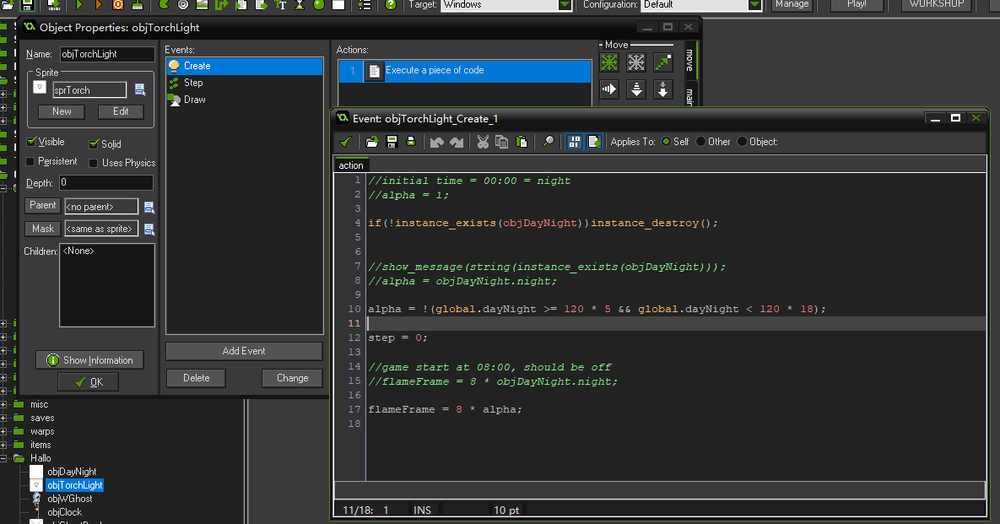 Target: Windows Configuration: Default Manage Play! WORKSHOP
Object Properties: objTorchLight
Name: objTorchLight
Sprite
sprTorch
New Edit
Visible Solid
Persistent Uses Physics
Depth: 0
Parent <no parent>
Mask <same as sprite>
Children: <None>
Show Information
OK
Events:
Create
Step
Draw
Add Event
Delete Change
Actions:
1 Execute a piece of code
Move
move
Event: objTorchLight_Create_1
Applies To: Self Other Object:
action
1 //initial time = 00:00 = night
2 //alpha = 1;
3
4 if(!instance_exists(objDayNight))instance_destroy();
5
6
7 //show_message(string(instance_exists(objDayNight)));
8 //alpha = objDayNight.night;
9
10 alpha = !(global.dayNight >= 120 * 5 && global.dayNight < 120 * 18);
11
12 step = 0;
13
14 //game start at 08:00, should be off
15 //flameFrame = 8 * objDayNight.night;
16
17 flameFrame = 8 * alpha;
18
11/18: 1 INS 10 pt
misc
saves
warps
items
Hallo
objDayNight
objTorchLight
objWGhost
objClock